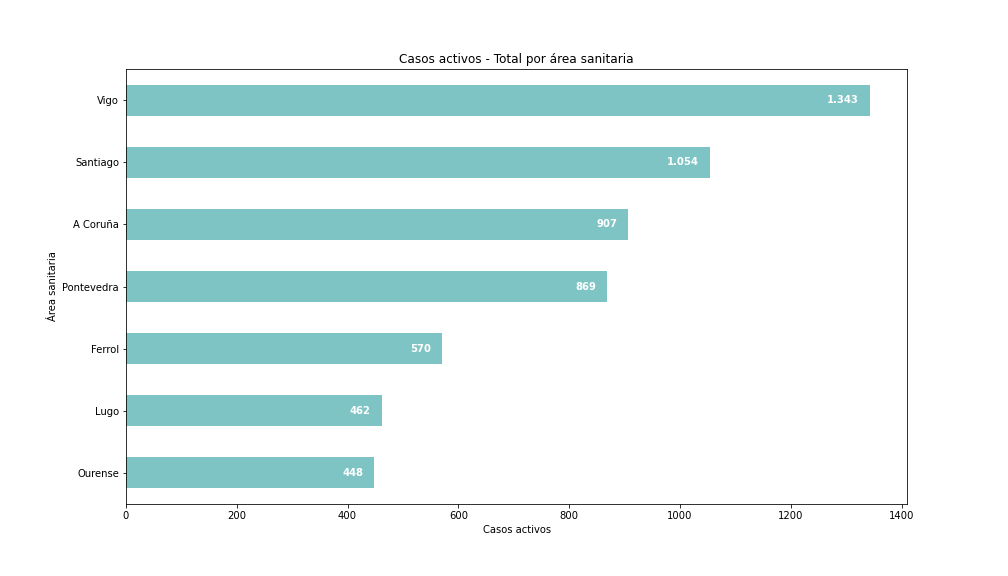 Casos activos - Total por área sanitaria
Vigo
1.343
Santiago
1.054
A Coruña
907
Pontevedra
869
Ferrol
570
Lugo
462
Ourense
448
Área sanitaria
0 200 400 600 800 1000 1200 1400
Casos activos